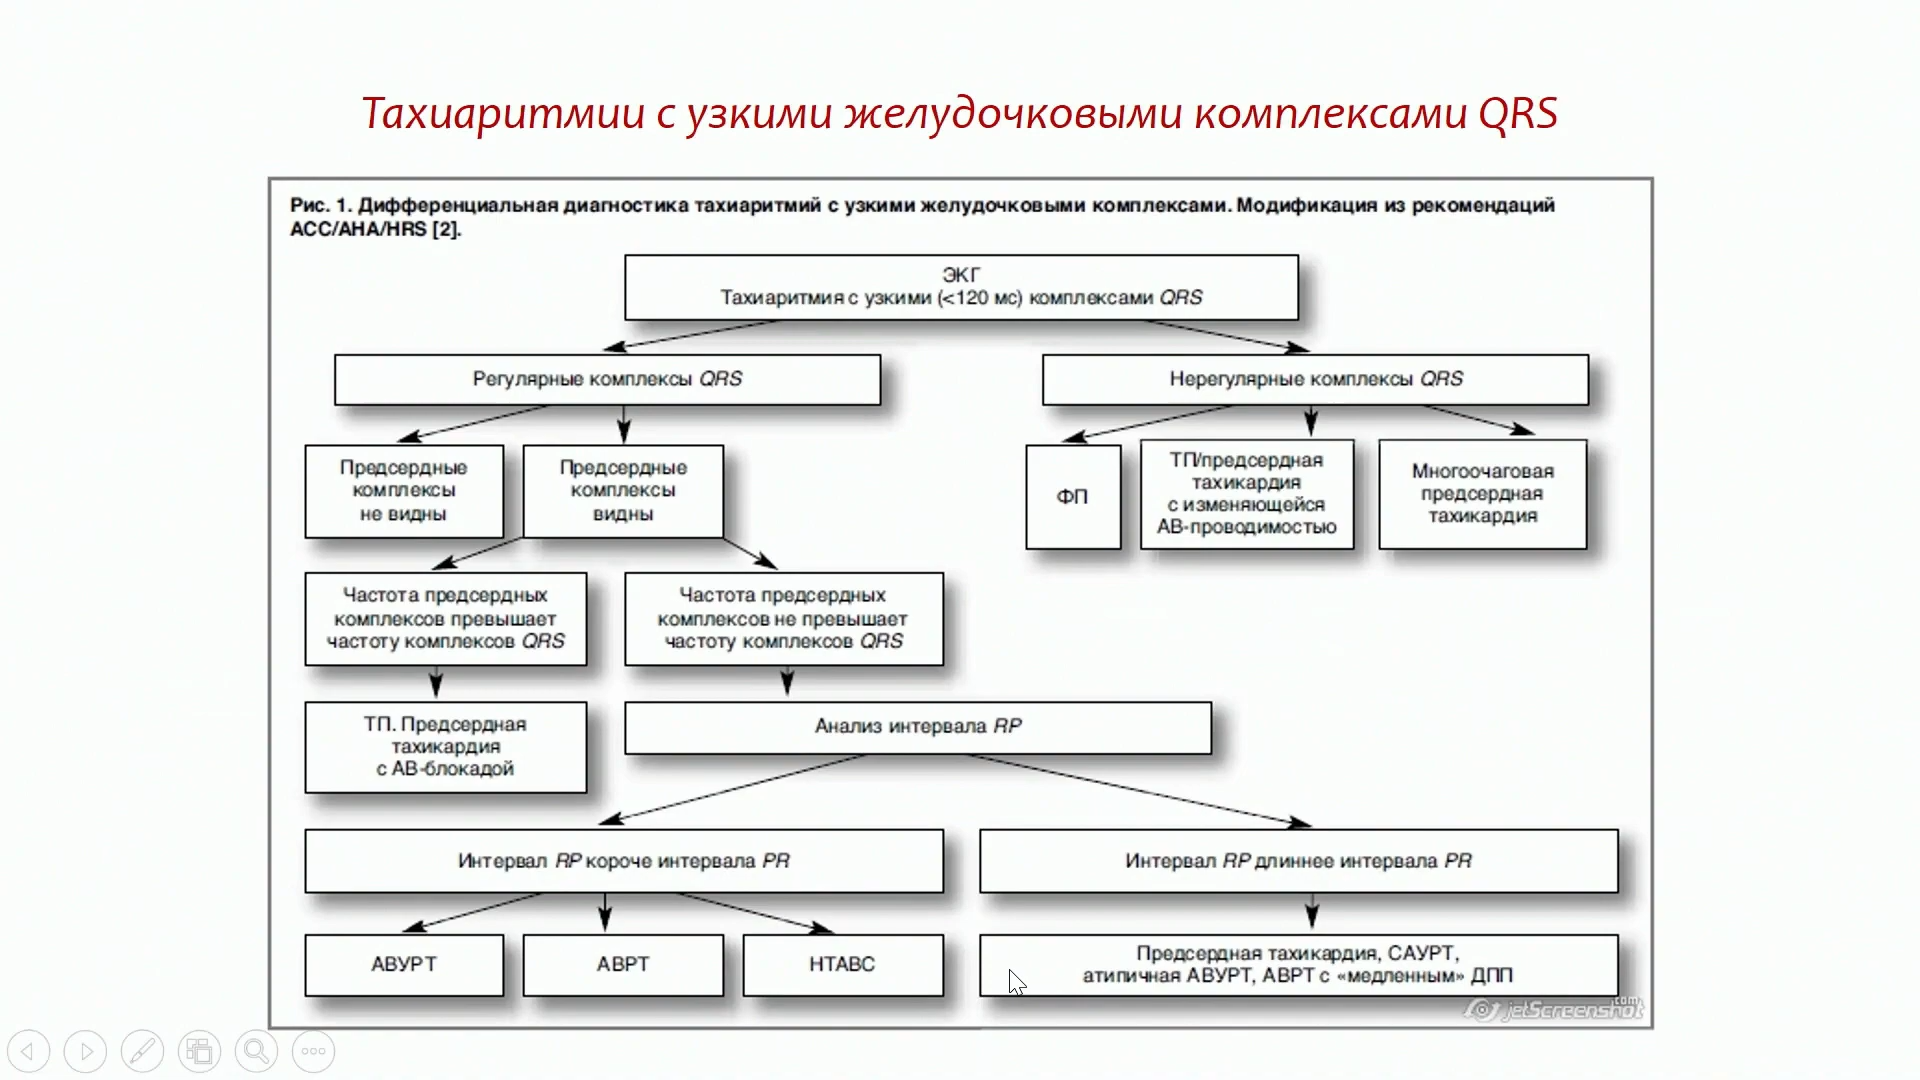 Тахиаритмии с узкими желудочковыми комплексами QRS
Рис. 1. Дифференциальная диагностика тахиаритмий с узкими желудочковыми комплексами. Модификация из рекомендаций
ACC/AHA/HRS [2].
ЭКГ
Тахиаритмия с узкими (<120 мс) комплексами QRS
Регулярные комплексы QRS
Нерегулярные комплексы QRS
Предсердные
комплексы
не видны
Предсердные
комплексы
видны
ФП
ТП/предсердная
тахикардия
с изменяющейся
АВ-проводимостью
Многоочаговая
предсердная
тахикардия
Частота предсердных
комплексов превышает
частоту комплексов QRS
Частота предсердных
комплексов не превышает
частоту комплексов QRS
ТП. Предсердная
тахикардия
с АВ-блокадой
Анализ интервала RP
Интервал RP короче интервала PR
Интервал RP длиннее интервала PR
АВУРТ
АВРТ
НТАВС
Предсердная тахикардия, САУРТ,
атипичная АВУРТ, АВРТ с «медленным» ДПП
jetScreenshot
.com